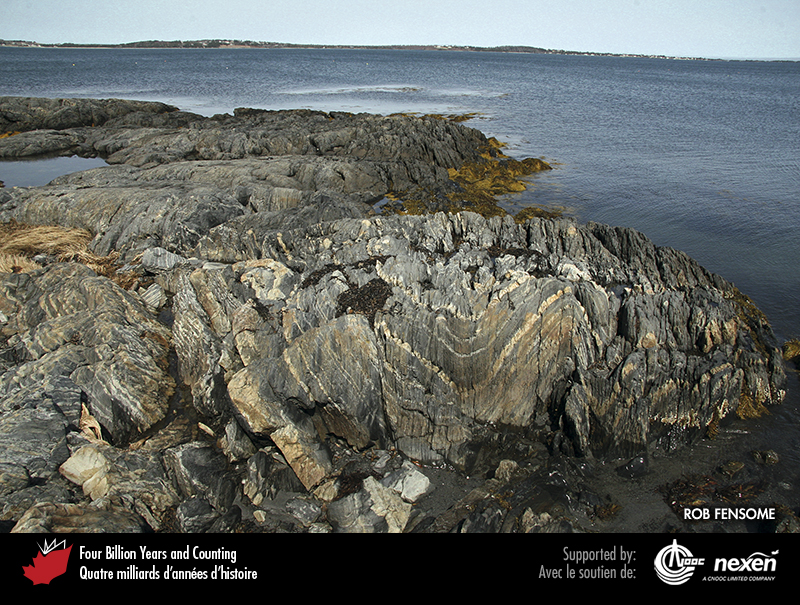 ROB FENSOME
Four Billion Years and Counting
Quatre milliards d'années d'histoire
Supported by:
Avec le soutien de:
CNOOC
nexen
A CNOOC LIMITED COMPANY